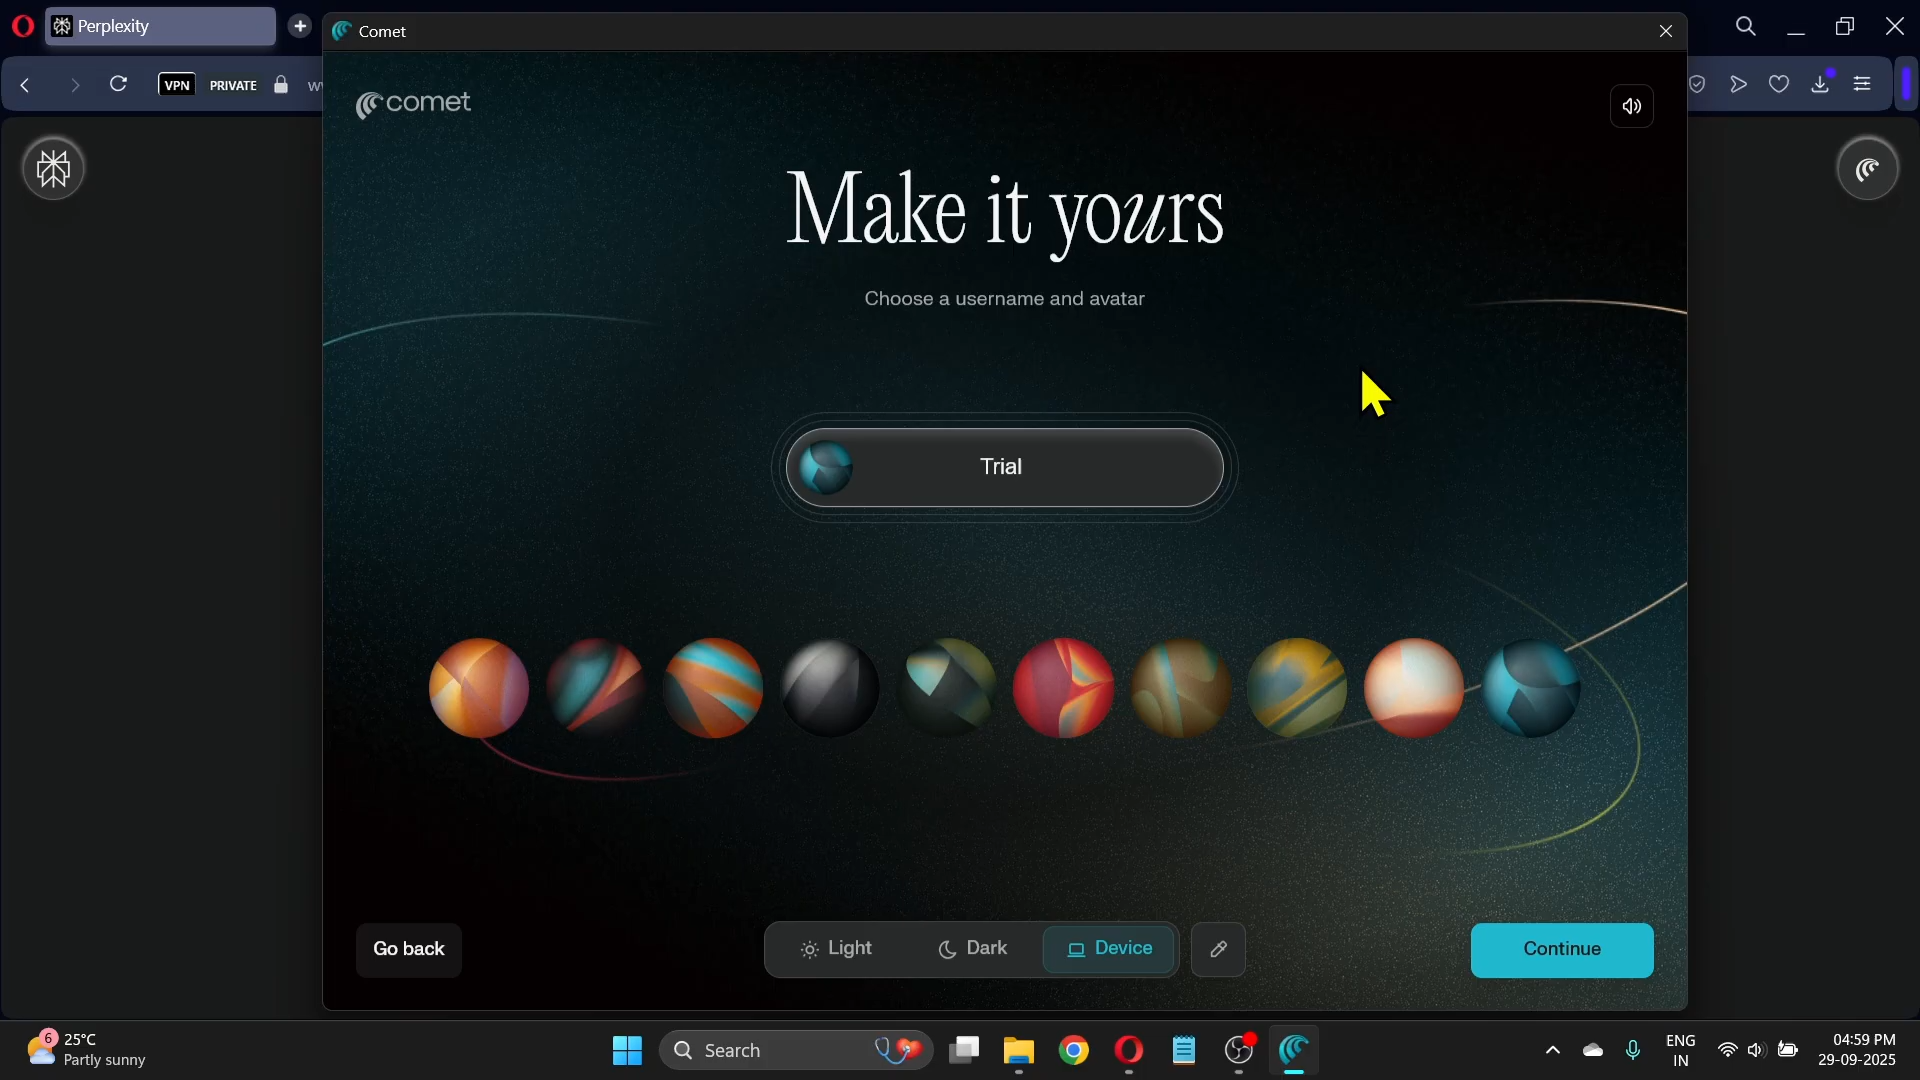 Perplexity
Comet
VPN PRIVATE
comet
Make it yours
Choose a username and avatar
Trial
Go back
Light
Dark
Device
Continue
6
25°C
Partly sunny
Search
ENG
IN
04:59 PM
29-09-2025